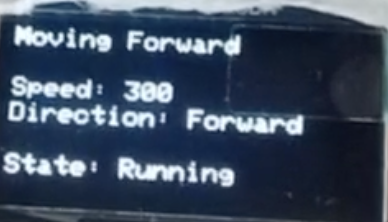 Moving Forward
Speed: 300
Direction: Forward
State: Running